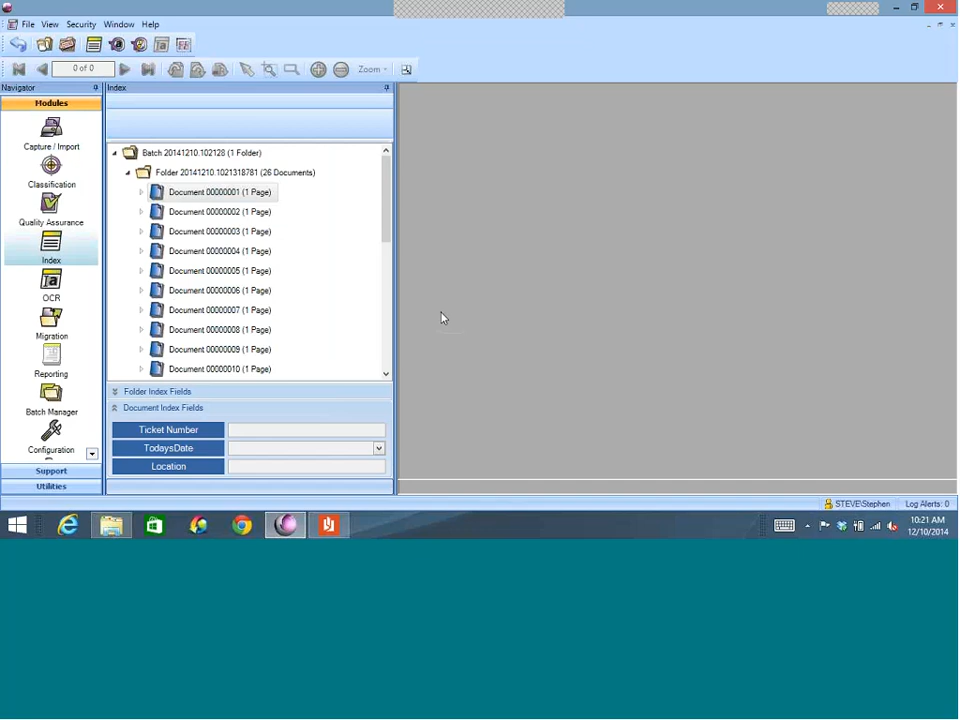 File View Security Window Help
0 of 0
Zoom
Navigator
Modules
Capture / Import
Classification
Quality Assurance
Index
OCR
Migration
Reporting
Batch Manager
Configuration
Support
Utilities
Index
Batch 20141210.102128 (1 Folder)
Folder 20141210.1021318781 (26 Documents)
Document 00000001 (1 Page)
Document 00000002 (1 Page)
Document 00000003 (1 Page)
Document 00000004 (1 Page)
Document 00000005 (1 Page)
Document 00000006 (1 Page)
Document 00000007 (1 Page)
Document 00000008 (1 Page)
Document 00000009 (1 Page)
Document 00000010 (1 Page)
Folder Index Fields
Document Index Fields
Ticket Number
TodaysDate
Location
STEVE\Stephen Log Alerts: 0
10:21 AM
12/10/2014